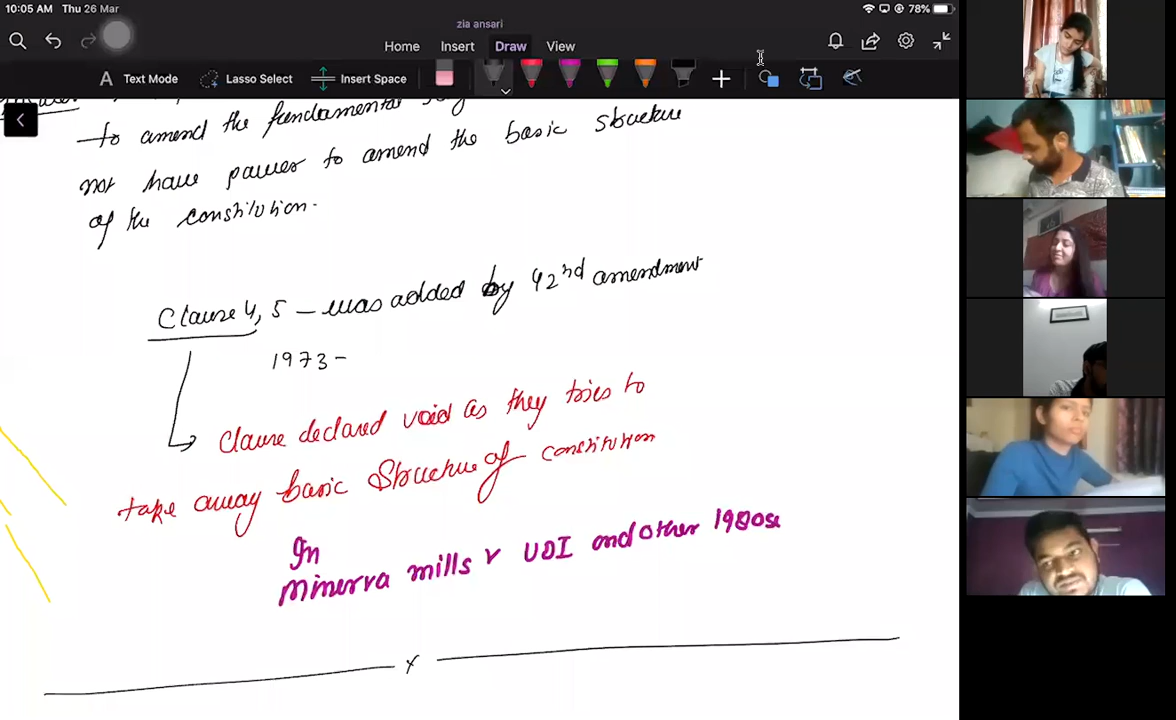 10:05 AM Thu 26 Mar
78%
zia ansari
Home Insert Draw View
Text Mode Lasso Select Insert Space
to amend the fundamental
not have power to amend the basic structure
of the constitution.
Clause 4, 5 – was added by 42nd amendment
1973 –
Clause declared void as they tries to
take away basic Structure of constitution
In
Minerva mills v UOI and other 1980sc
x